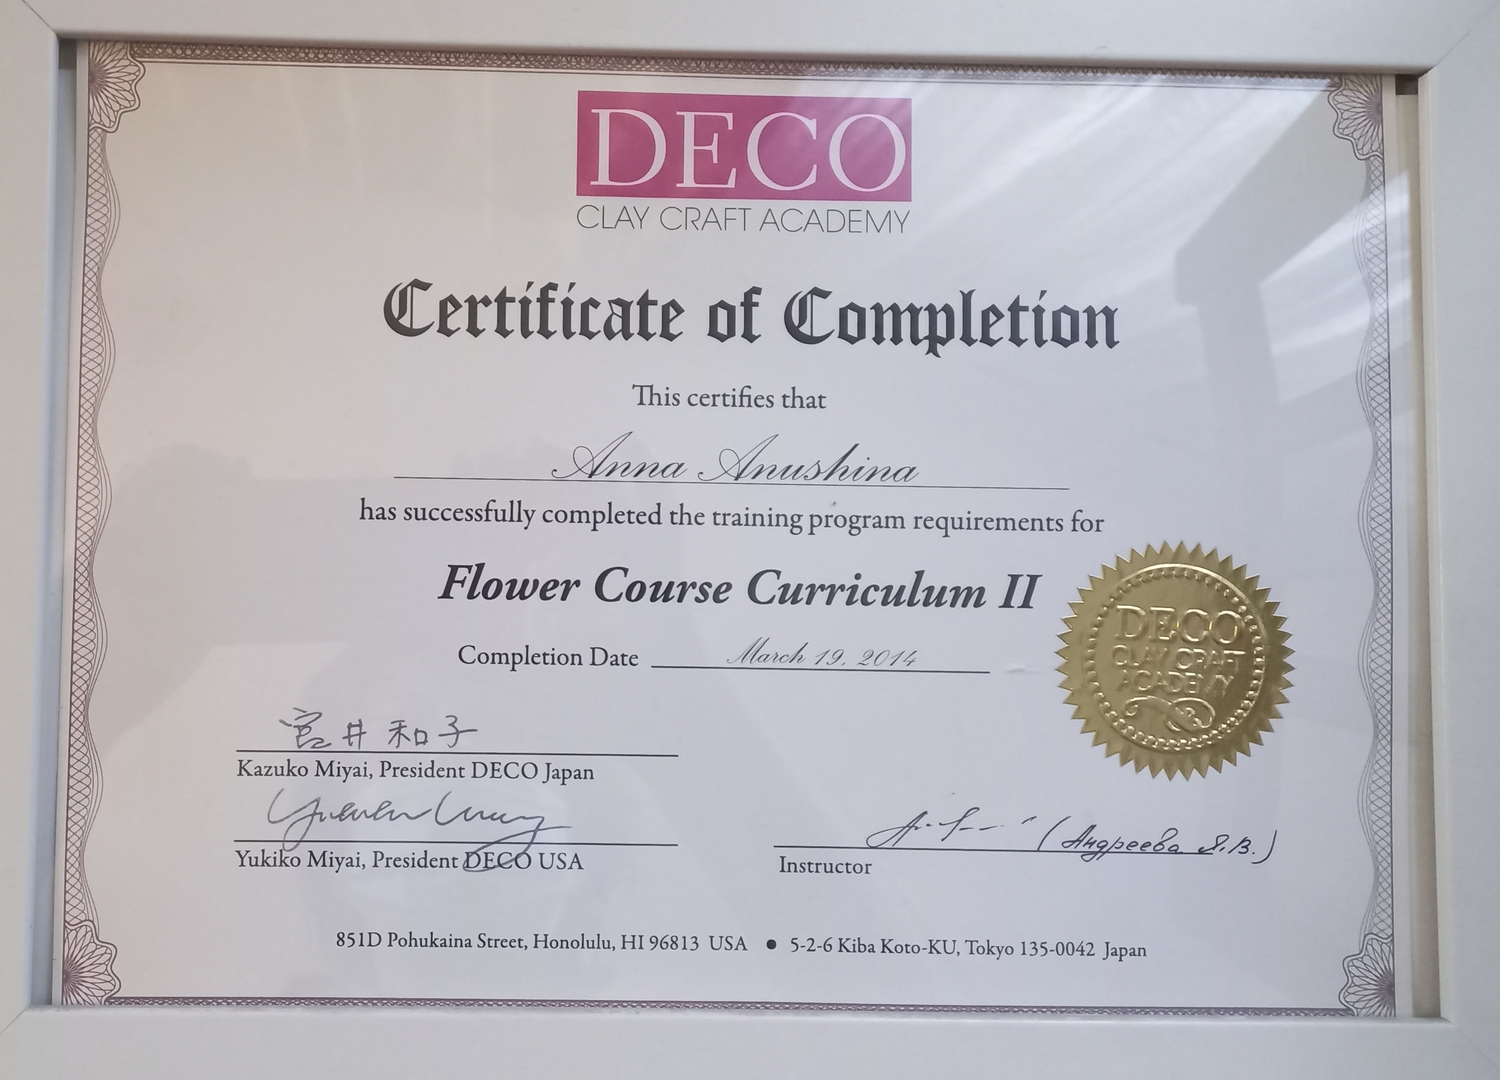 DECO
CLAY CRAFT ACADEMY
Certificate of Completion
This certifies that
Anna Anushina
has successfully completed the training program requirements for
Flower Course Curriculum II
Completion Date March 19, 2014
DECO
CLAY CRAFT
ACADEMY
宮井和子
Kazuko Miyai, President DECO Japan
Yukiko Miyai, President DECO USA
(Андреева Я.В.)
Instructor
851D Pohukaina Street, Honolulu, HI 96813 USA • 5-2-6 Kiba Koto-KU, Tokyo 135-0042 Japan